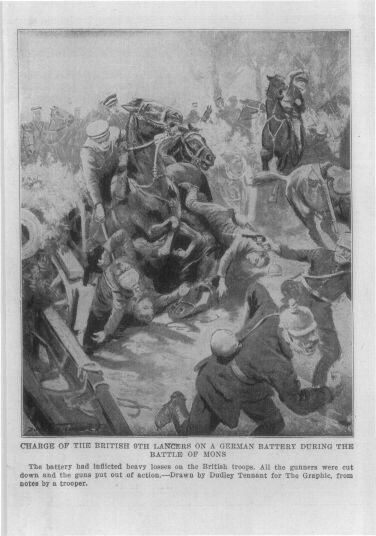 CHARGE OF THE BRITISH 9TH LANCERS ON A GERMAN BATTERY DURING THE
BATTLE OF MONS
The battery had inflicted heavy losses on the British troops. All the gunners were cut
down and the guns put out of action.—Drawn by Dudley Tennant for The Graphic, from
notes by a trooper.